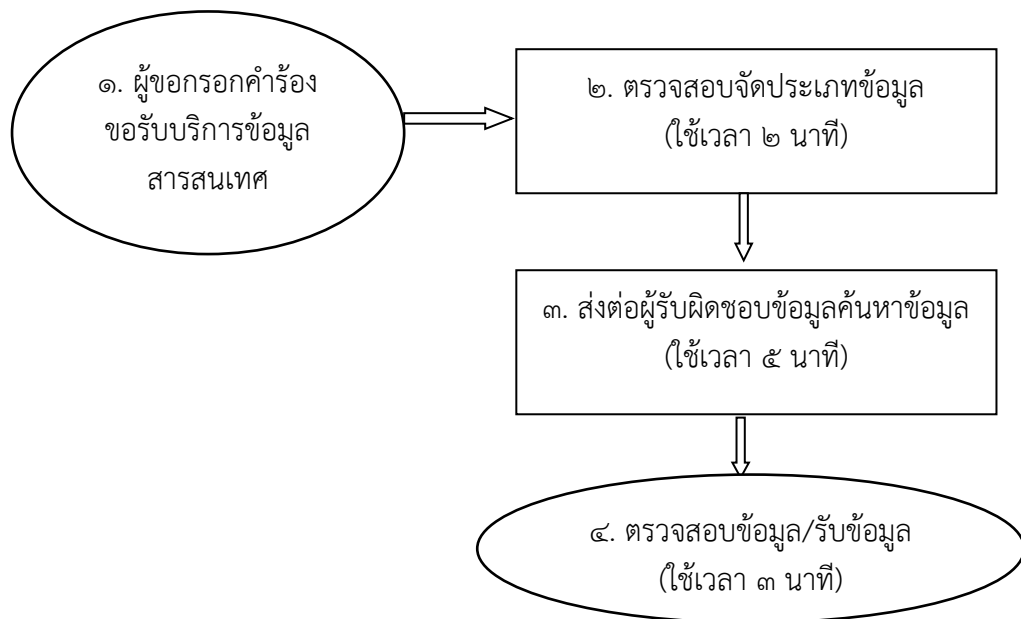 ๑. ผู้ขอกรอกคำร้อง
ขอรับบริการข้อมูล
สารสนเทศ
๒. ตรวจสอบจัดประเภทข้อมูล
(ใช้เวลา ๒ นาที)
๓. ส่งต่อผู้รับผิดชอบข้อมูลค้นหาข้อมูล
(ใช้เวลา ๕ นาที)
๔. ตรวจสอบข้อมูล/รับข้อมูล
(ใช้เวลา ๓ นาที)